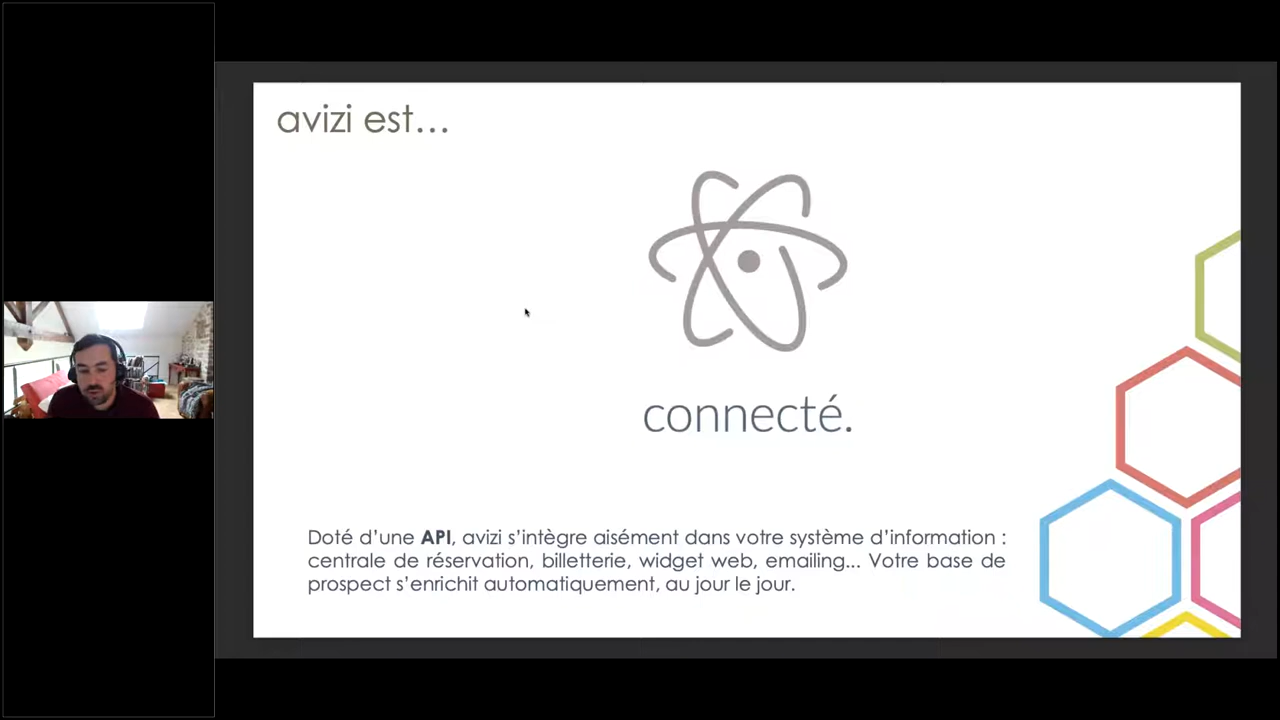 avizi est...
connecté.
Doté d’une API, avizi s’intègre aisément dans votre système d’information :
centrale de réservation, billetterie, widget web, emailing... Votre base de
prospect s’enrichit automatiquement, au jour le jour.